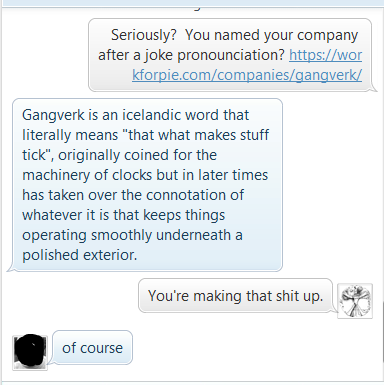 Seriously?  You named your company
after a joke pronounciation? https://wor
kforpie.com/companies/gangverk/
Gangverk is an icelandic word that
literally means "that what makes stuff
tick", originally coined for the
machinery of clocks but in later times
has taken over the connotation of
whatever it is that keeps things
operating smoothly underneath a
polished exterior.
You're making that shit up.
of course